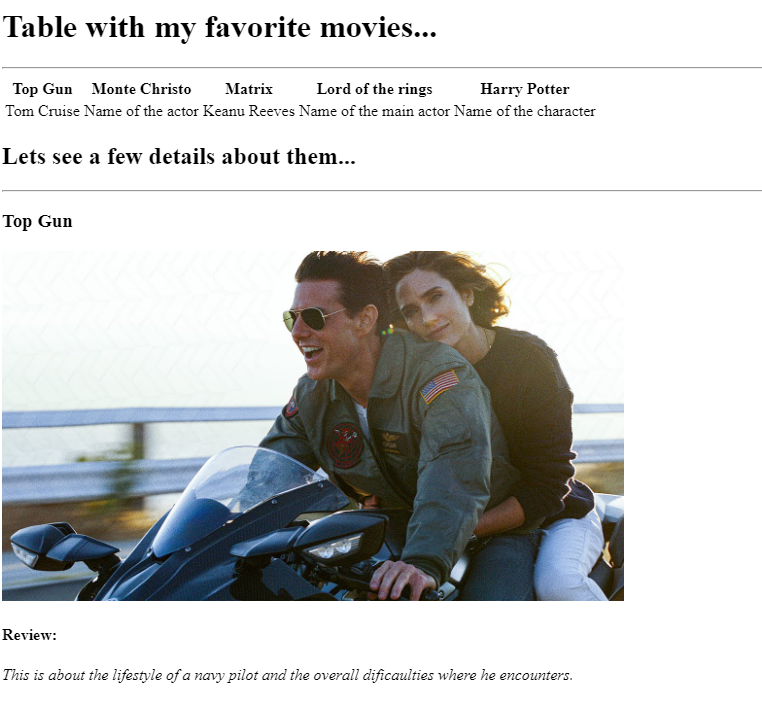 Table with my favorite movies...
Top Gun Monte Christo Matrix Lord of the rings Harry Potter
Tom Cruise Name of the actor Keanu Reeves Name of the main actor Name of the character
Lets see a few details about them...
Top Gun
Review:
This is about the lifestyle of a navy pilot and the overall dificaulties where he encounters.